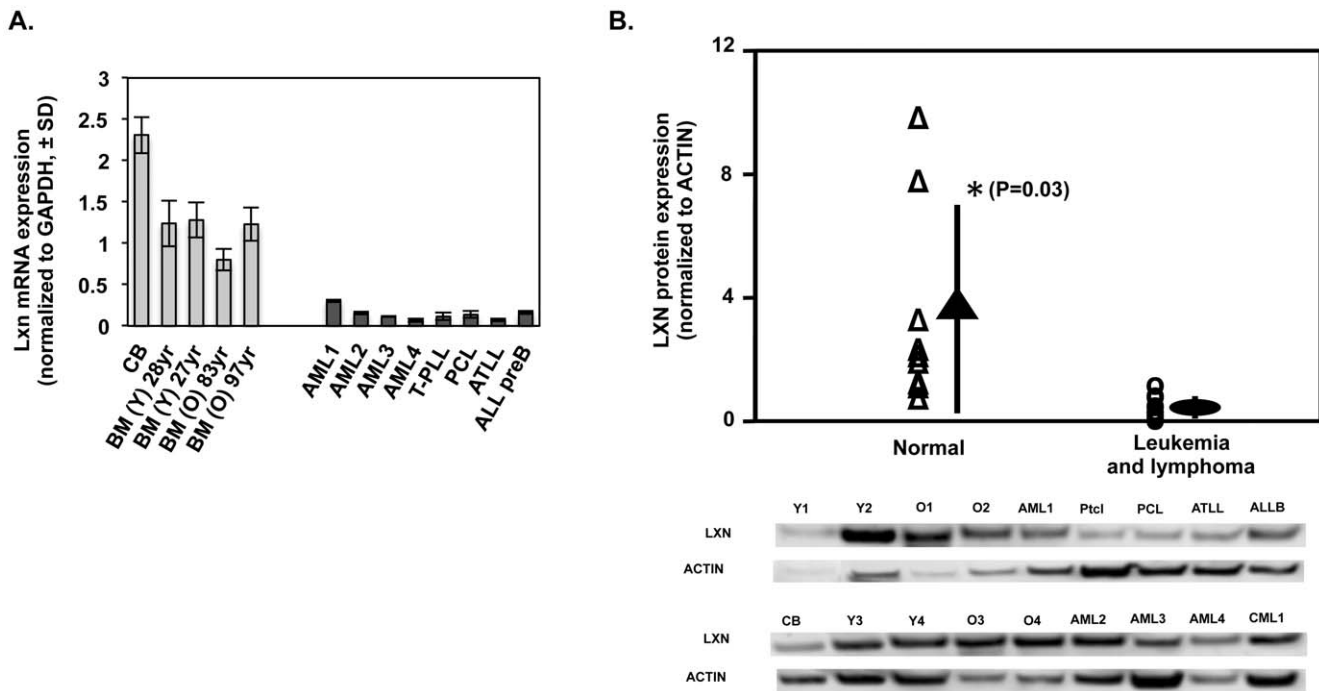 A.
Lxn mRNA expression
(normalized to GAPDH, ± SD)
3
2.5
2
1.5
1
0.5
0
CB
BM (Y) 28yr
BM (Y) 27yr
BM (O) 83yr
BM (O) 97yr
AML1
AML2
AML3
AML4
T-PLL
PCL
ATLL
ALL preB
B.
LXN protein expression
(normalized to ACTIN)
12
8
4
0
* (P=0.03)
Normal
Leukemia
and lymphoma
Y1 Y2 O1 O2 AML1 Ptcl PCL ATLL ALLB
LXN
ACTIN
CB Y3 Y4 O3 O4 AML2 AML3 AML4 CML1
LXN
ACTIN